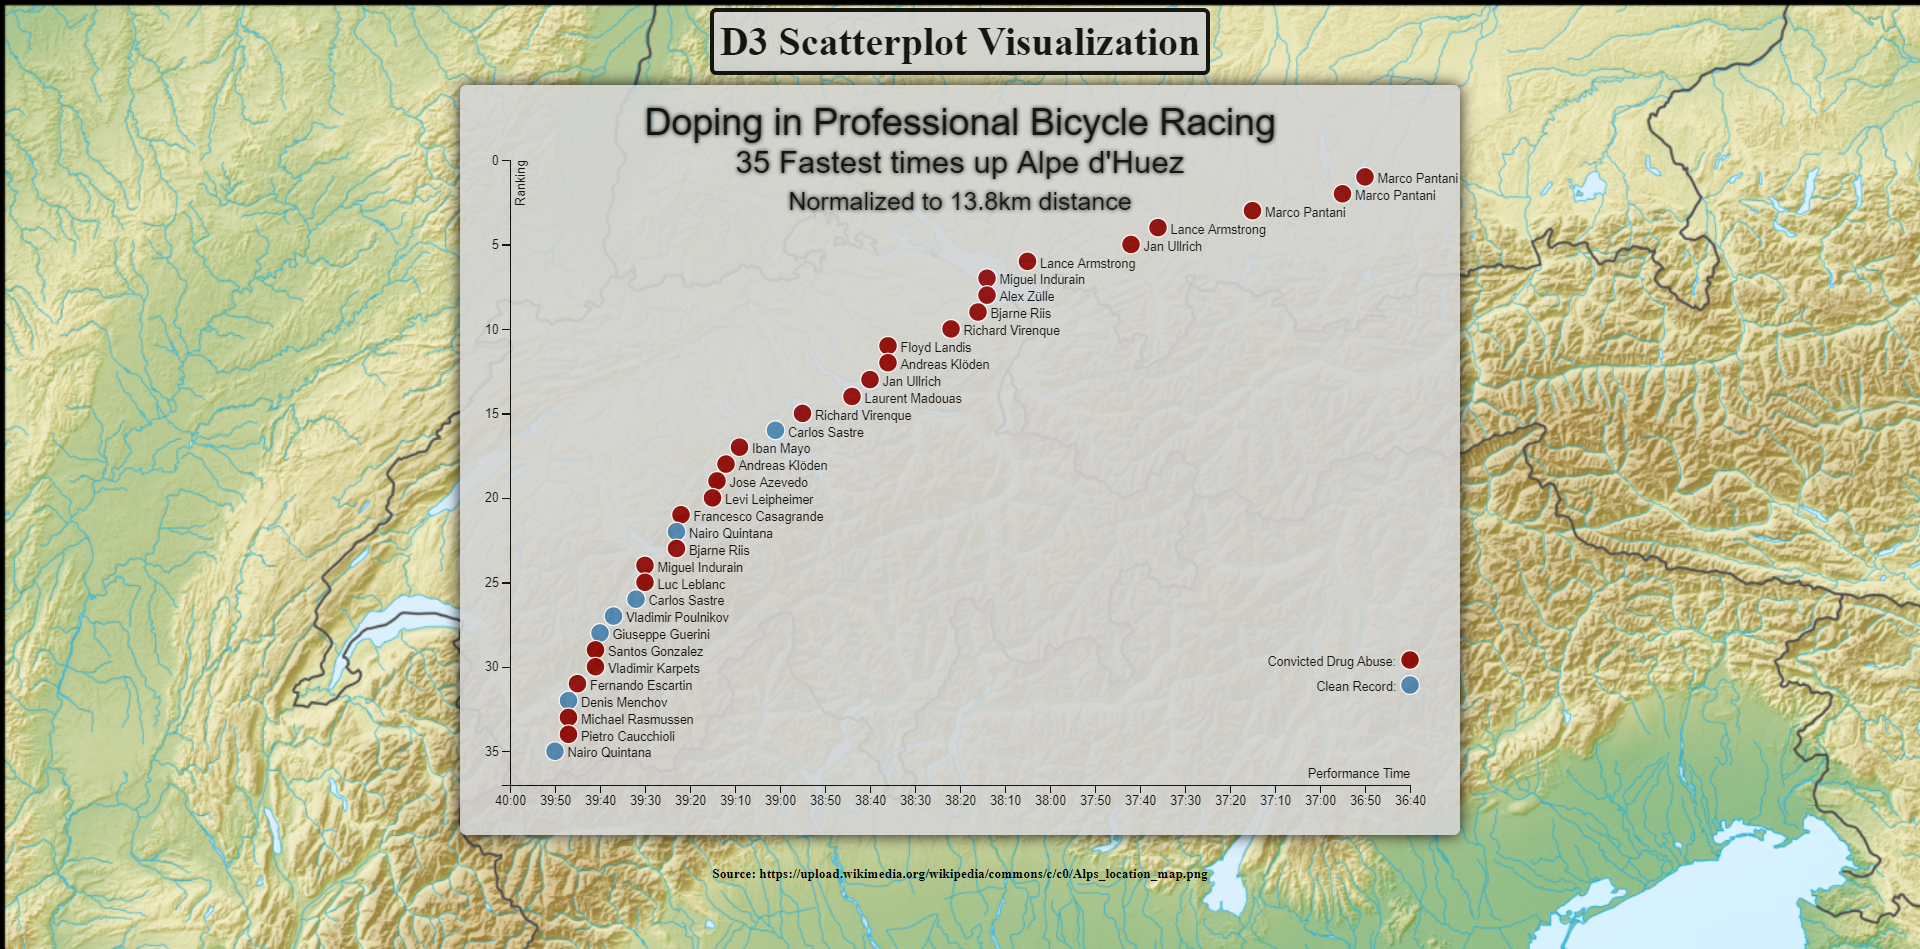 D3 Scatterplot Visualization
Doping in Professional Bicycle Racing
35 Fastest times up Alpe d'Huez
Normalized to 13.8km distance
Ranking
0
5
10
15
20
25
30
35
Marco Pantani
Marco Pantani
Marco Pantani
Lance Armstrong
Jan Ullrich
Lance Armstrong
Miguel Indurain
Alex Zülle
Bjarne Riis
Richard Virenque
Floyd Landis
Andreas Klöden
Jan Ullrich
Laurent Madouas
Richard Virenque
Carlos Sastre
Iban Mayo
Andreas Klöden
Jose Azevedo
Levi Leipheimer
Francesco Casagrande
Nairo Quintana
Bjarne Riis
Miguel Indurain
Luc Leblanc
Carlos Sastre
Vladimir Poulnikov
Giuseppe Guerini
Santos Gonzalez
Vladimir Karpets
Fernando Escartin
Denis Menchov
Michael Rasmussen
Pietro Caucchioli
Nairo Quintana
Convicted Drug Abuse:
Clean Record:
Performance Time
40:00 39:50 39:40 39:30 39:20 39:10 39:00 38:50 38:40 38:30 38:20 38:10 38:00 37:50 37:40 37:30 37:20 37:10 37:00 36:50 36:40
Source: https://upload.wikimedia.org/wikipedia/commons/c/c0/Alps_location_map.png